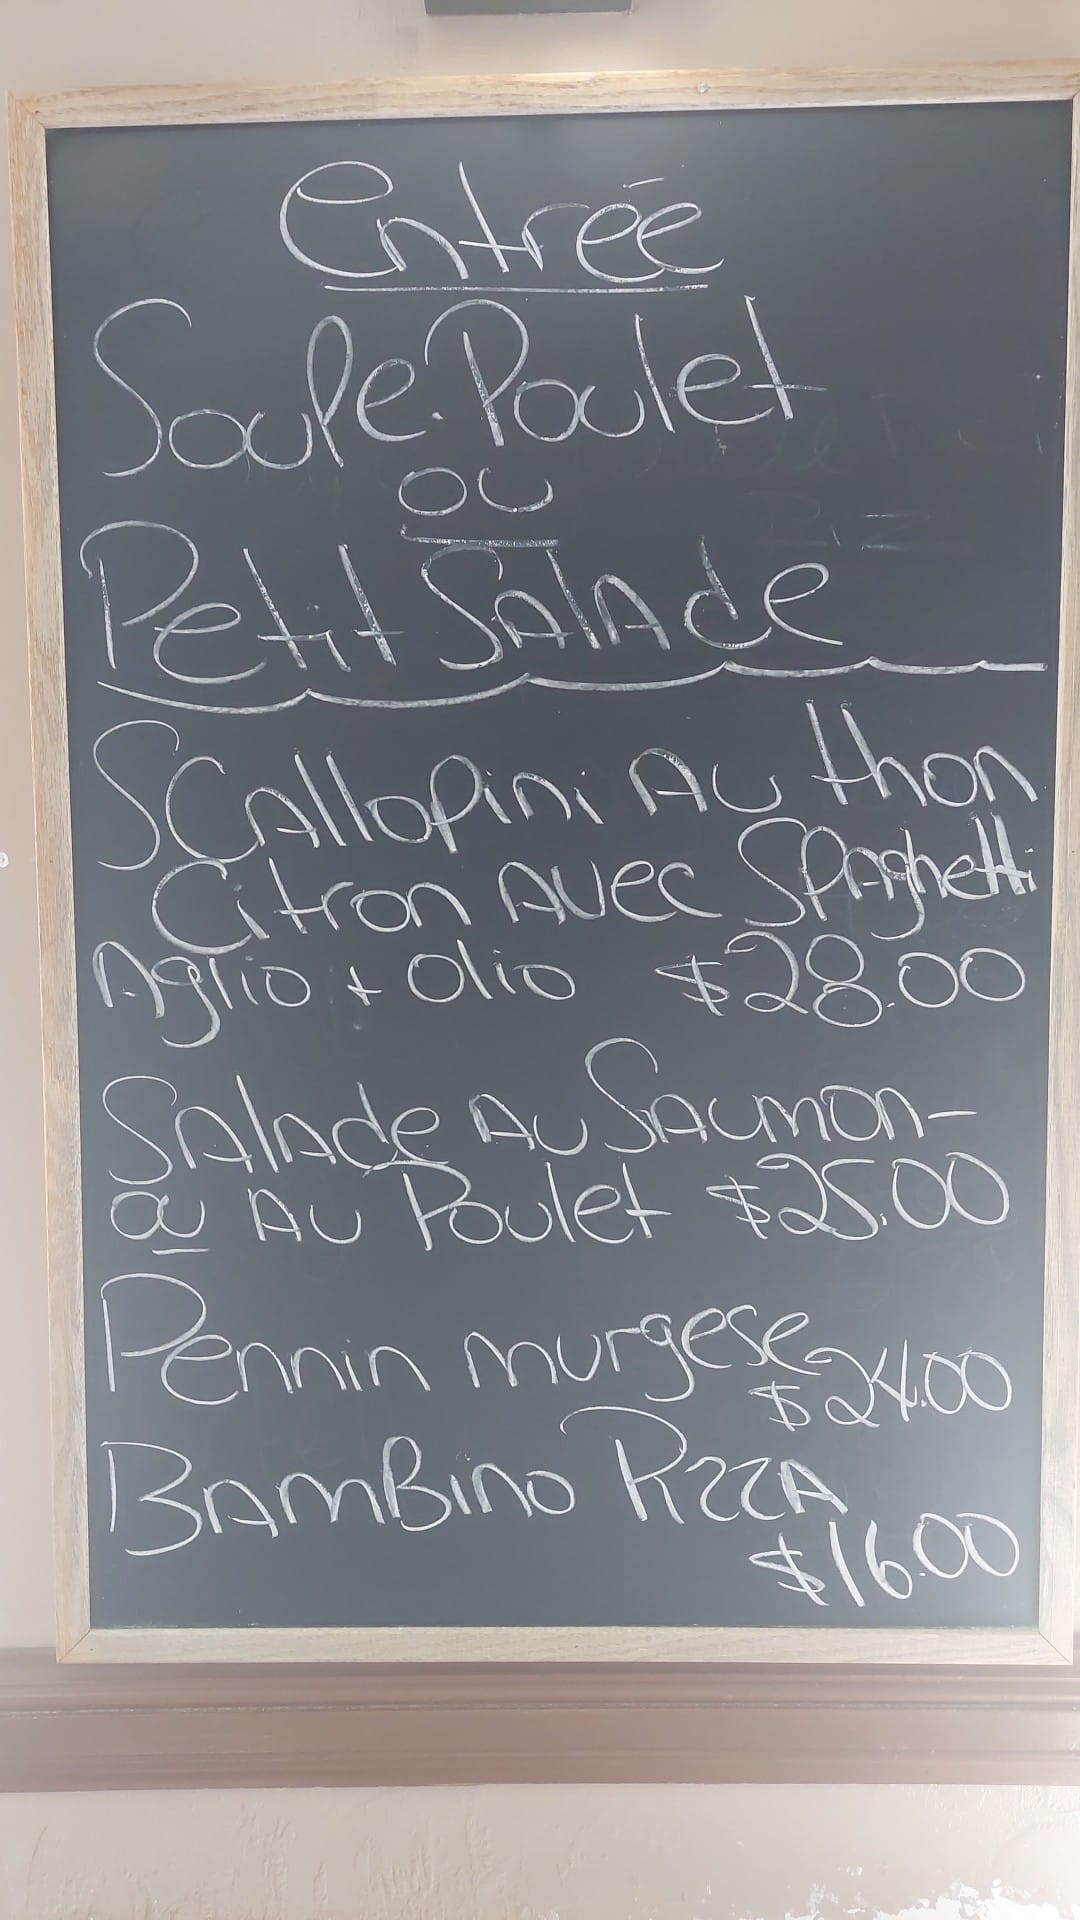 Entrée
Soupe.Poulet
ou
Petit Salade
Scallopini Au thon
Citron Avec Spaghetti
Aglio + olio $28.00
Salade Au Saumon-
ou Au Poulet $25.00
Pennin murgese
$24.00
Bambino Pizza
$16.00